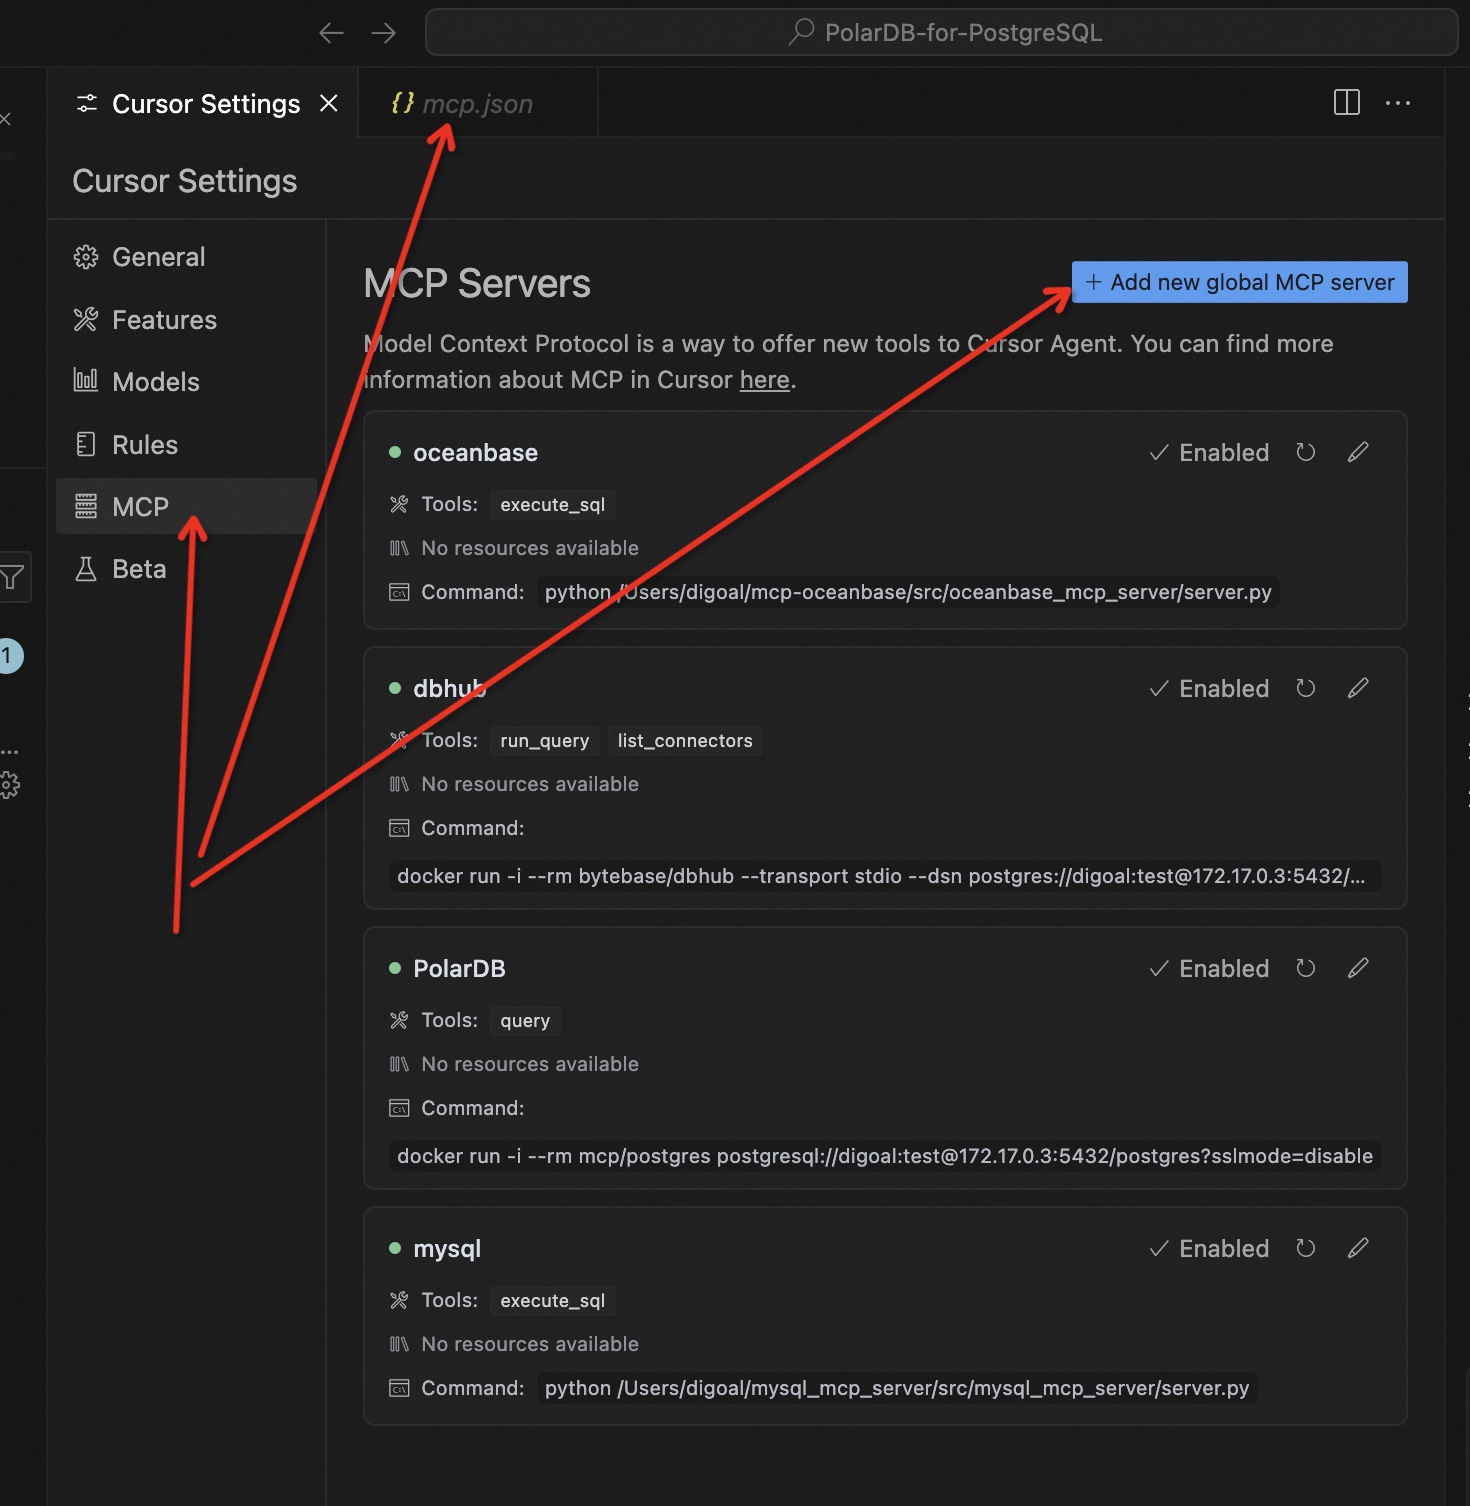 PolarDB-for-PostgreSQL
Cursor Settings
{} mcp.json
Cursor Settings
General
Features
Models
Rules
MCP
Beta
1
MCP Servers
+ Add new global MCP server
Model Context Protocol is a way to offer new tools to Cursor Agent. You can find more
information about MCP in Cursor here.
oceanbase
Enabled
Tools: execute_sql
No resources available
Command: python /Users/digoal/mcp-oceanbase/src/oceanbase_mcp_server/server.py
dbhub
Enabled
Tools: run_query list_connectors
No resources available
Command:
docker run -i --rm bytebase/dbhub --transport stdio --dsn postgres://digoal:test@172.17.0.3:5432/...
PolarDB
Enabled
Tools: query
No resources available
Command:
docker run -i --rm mcp/postgres postgresql://digoal:test@172.17.0.3:5432/postgres?sslmode=disable
mysql
Enabled
Tools: execute_sql
No resources available
Command: python /Users/digoal/mysql_mcp_server/src/mysql_mcp_server/server.py